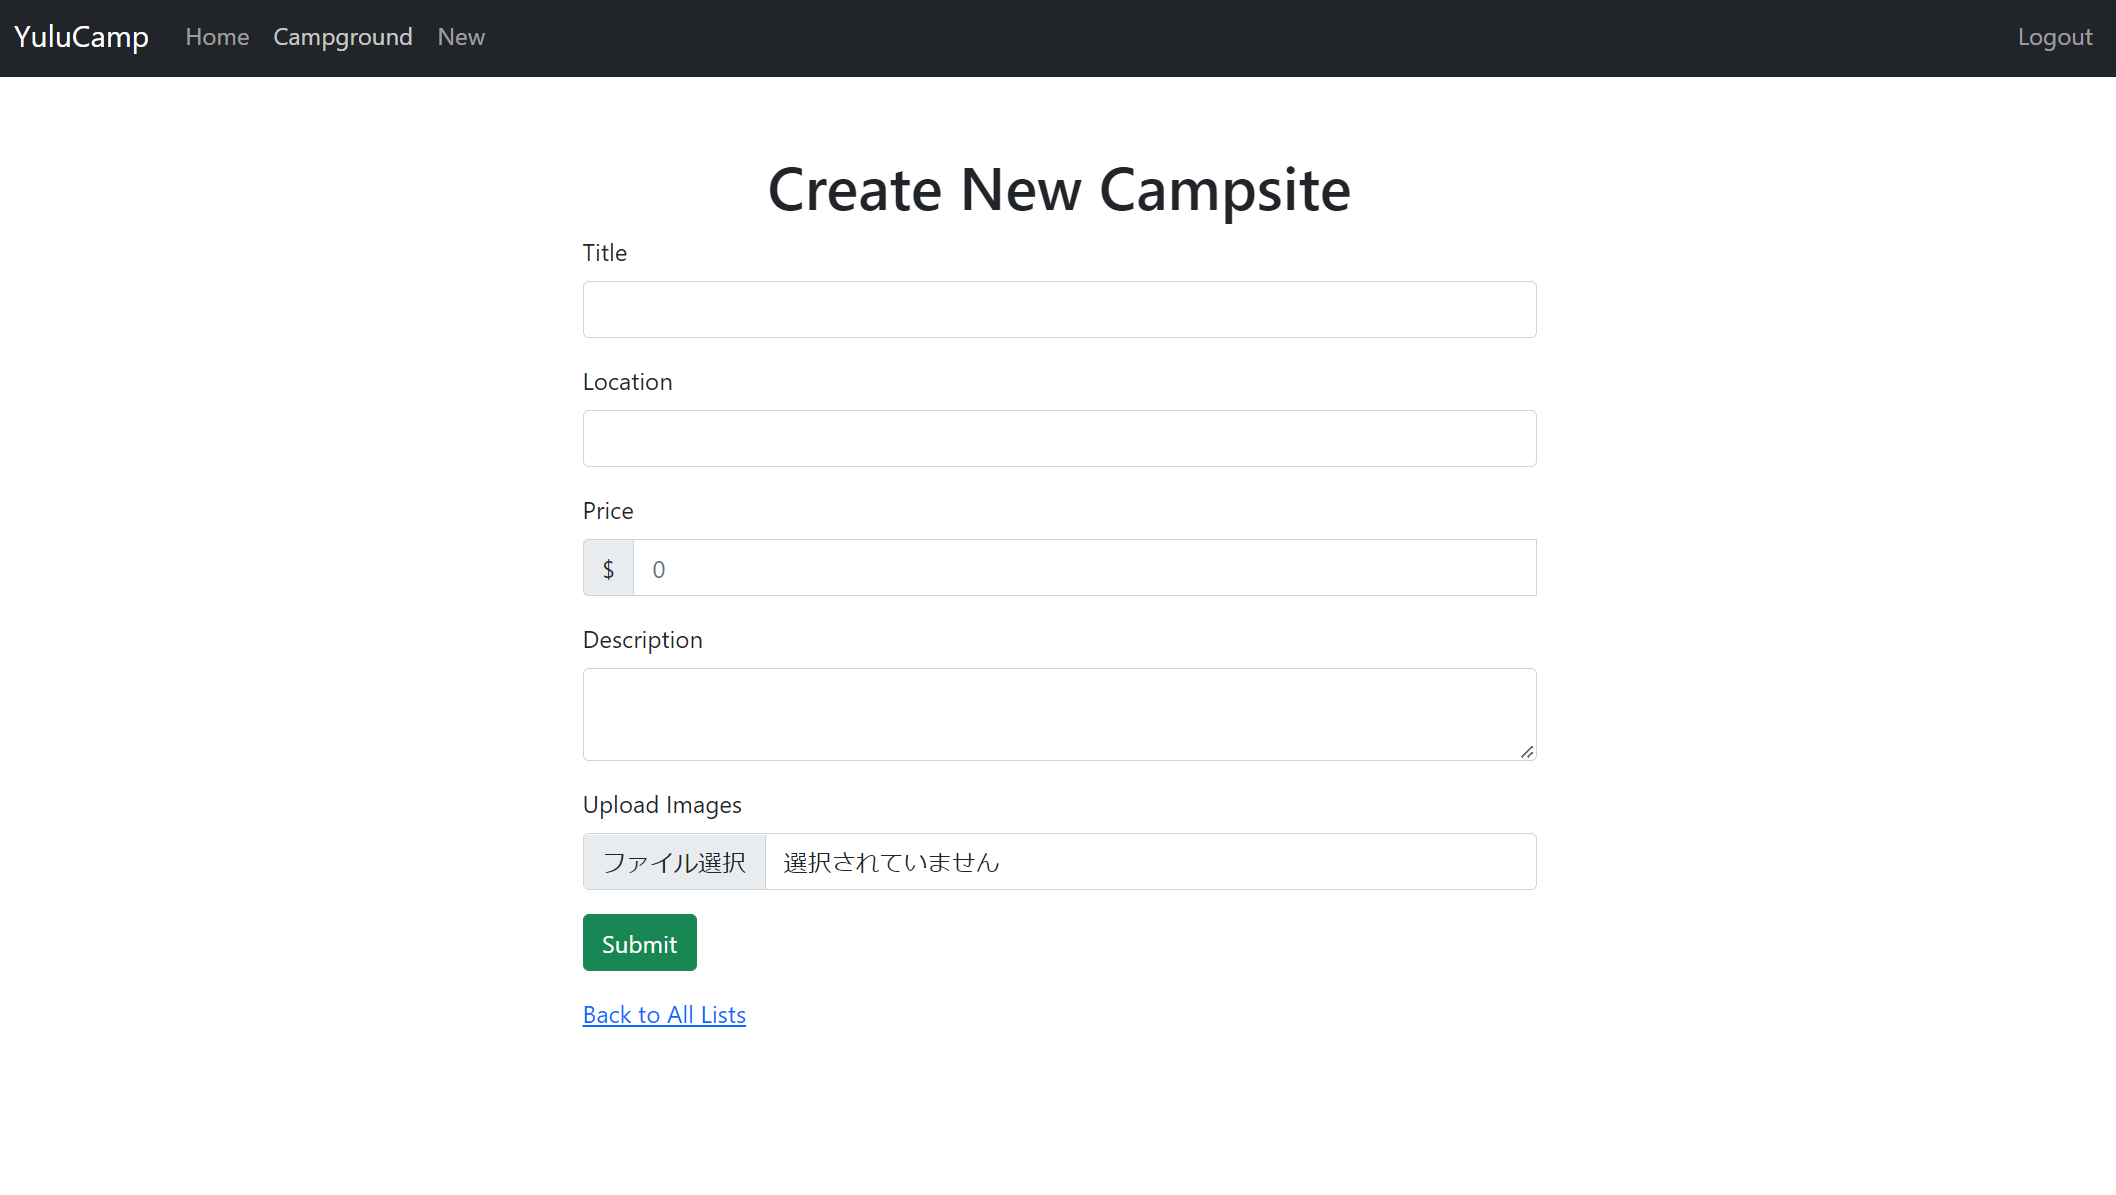 YuluCamp Home Campground New Logout
Create New Campsite
Title
Location
Price
$ 0
Description
Upload Images
ファイル選択 選択されていません
Submit
Back to All Lists